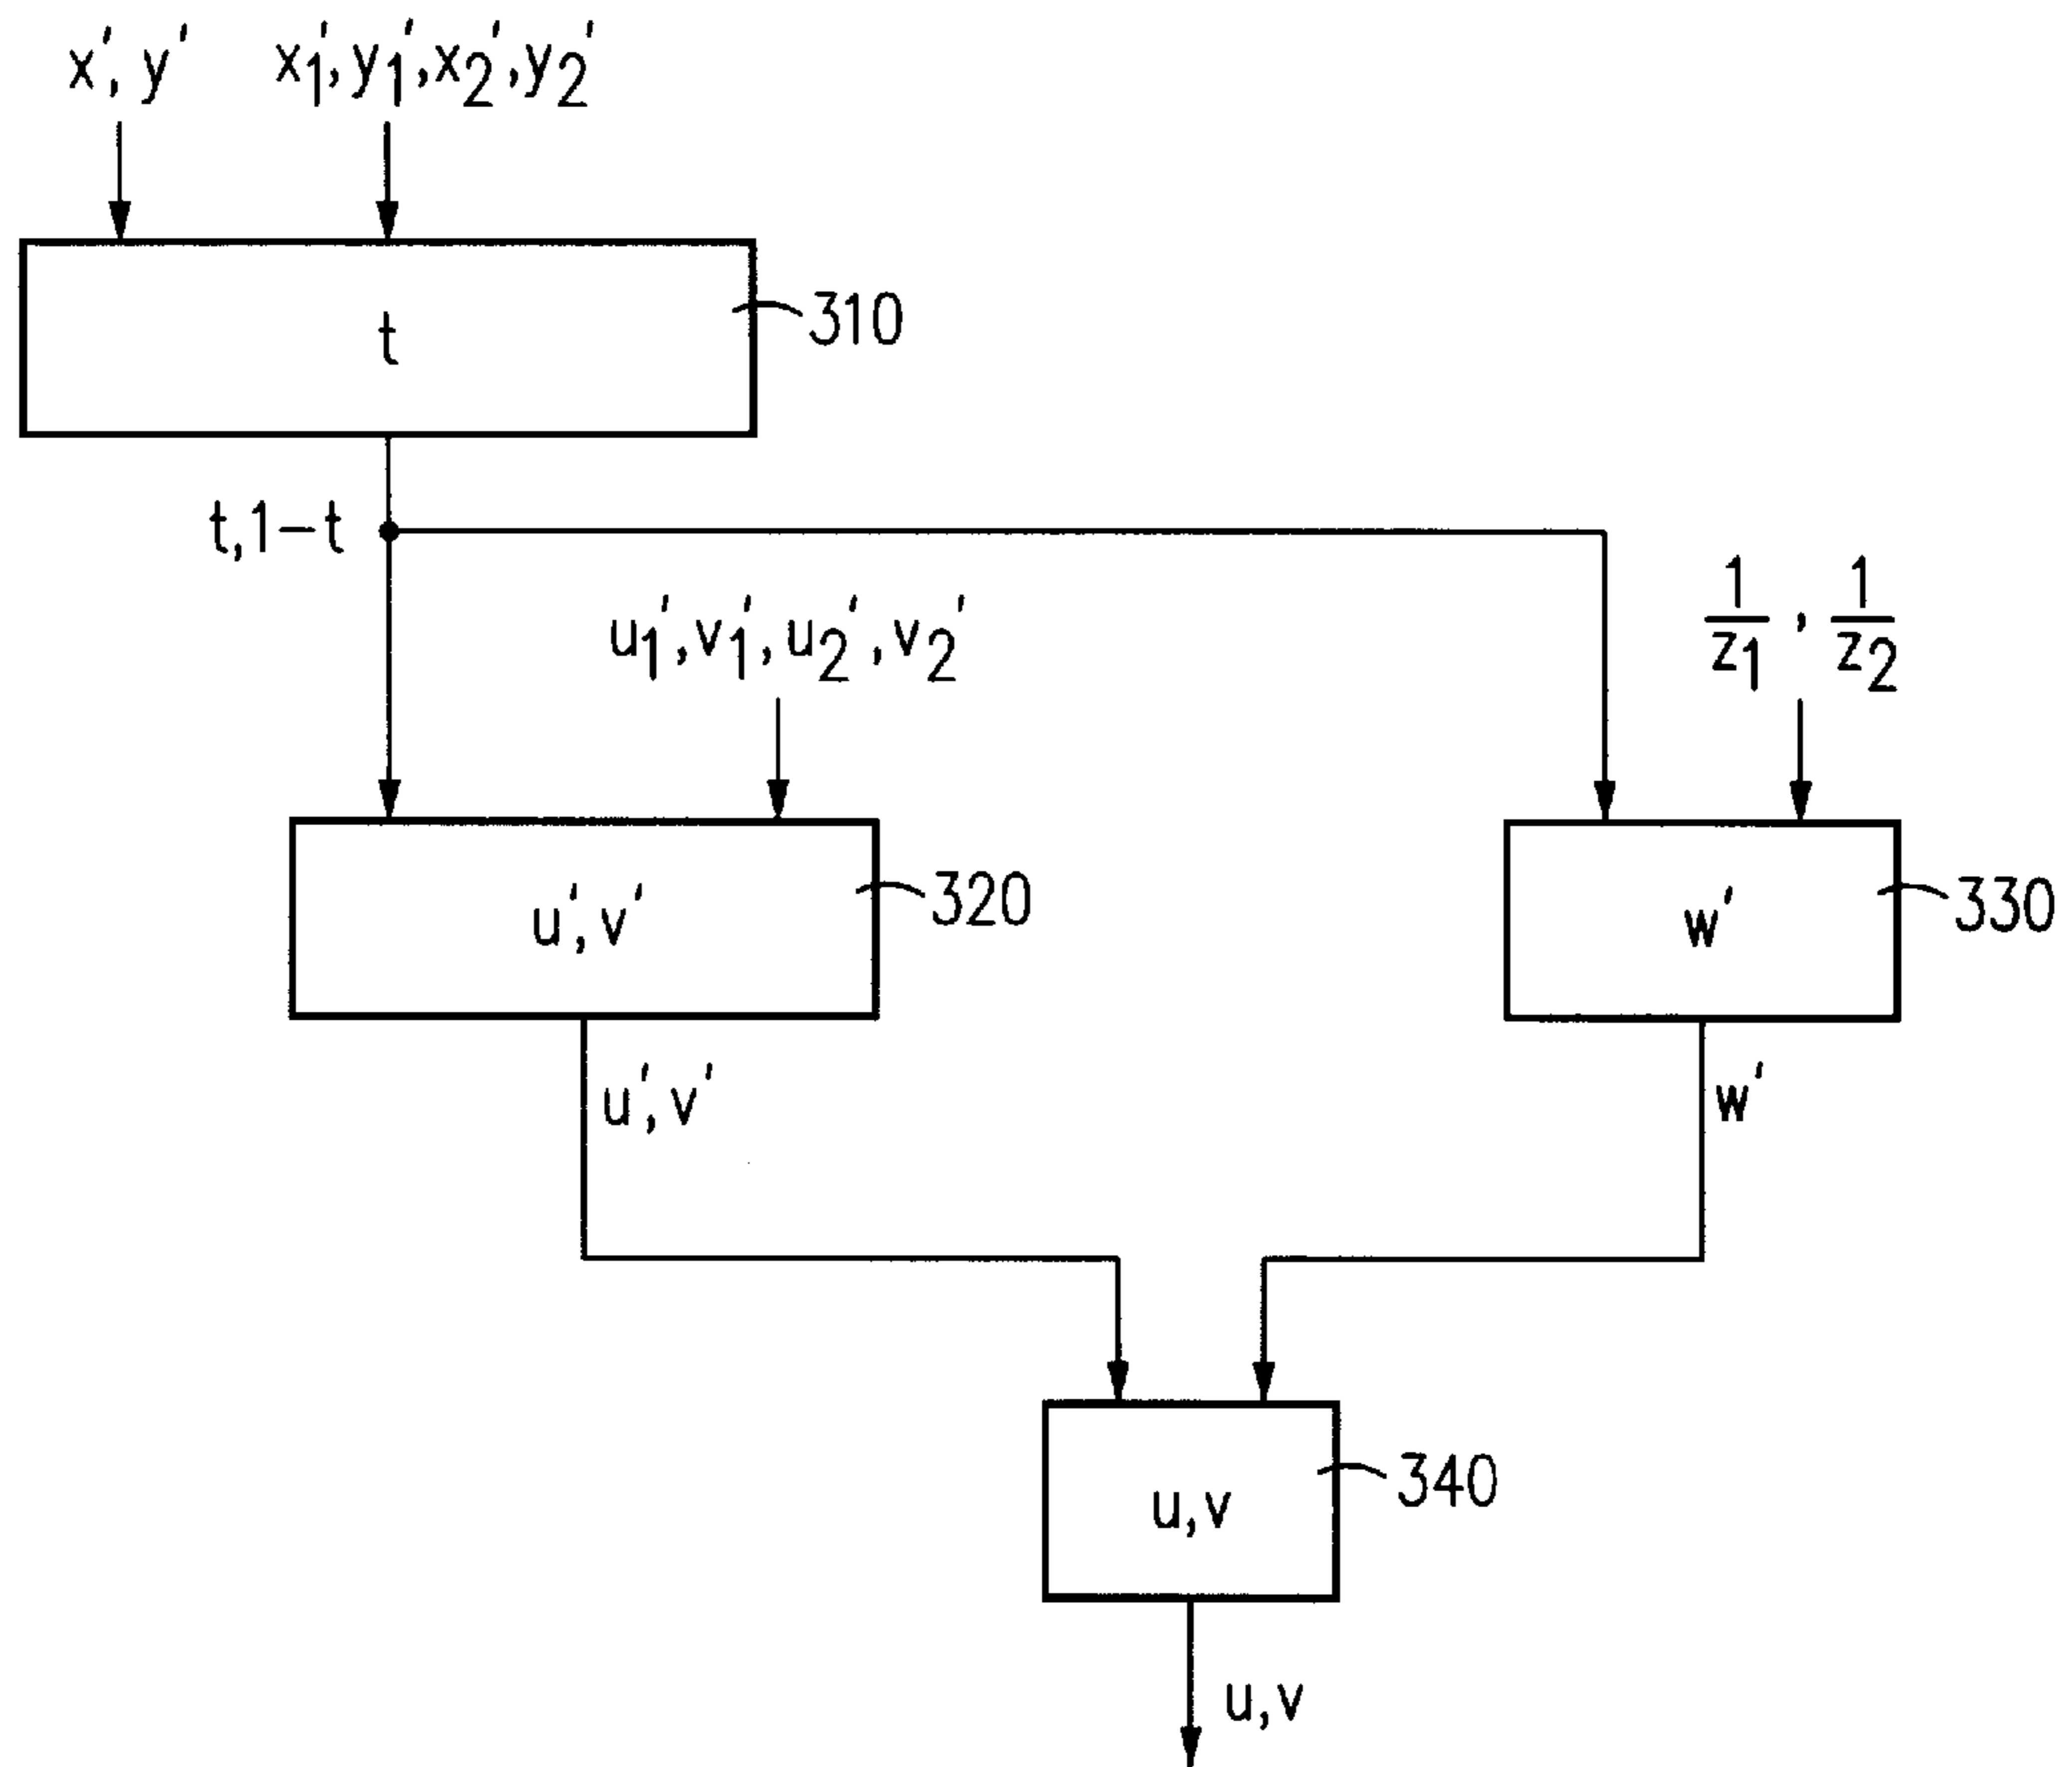 x', y'
x1', y1', x2', y2'
t
310
t, 1-t
u1', v1', u2', v2'
1/z1, 1/z2
u', v'
320
w'
330
u', v'
w'
u, v
340
u, v